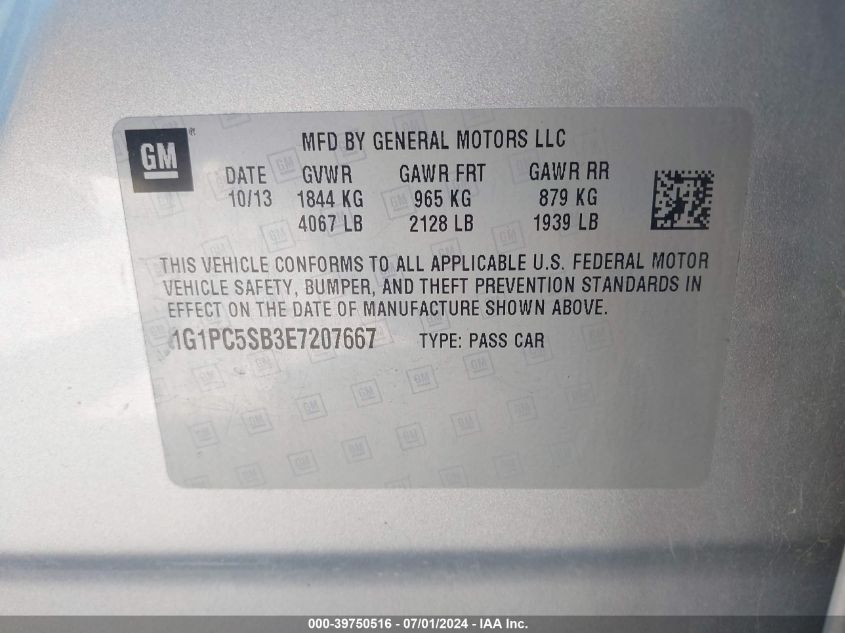 GM ®
MFD BY GENERAL MOTORS LLC
DATE GVWR GAWR FRT GAWR RR
10/13 1844 KG 965 KG 879 KG
4067 LB 2128 LB 1939 LB
THIS VEHICLE CONFORMS TO ALL APPLICABLE U.S. FEDERAL MOTOR
VEHICLE SAFETY, BUMPER, AND THEFT PREVENTION STANDARDS IN
EFFECT ON THE DATE OF MANUFACTURE SHOWN ABOVE.
1G1PC5SB3E7207667 TYPE: PASS CAR
000-39750516 - 07/01/2024 - IAA Inc.